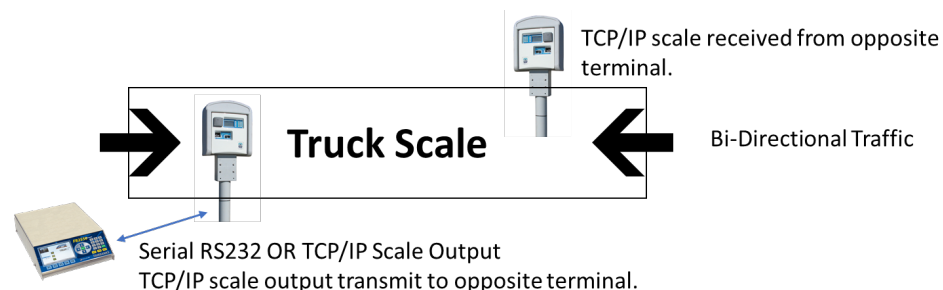 TCP/IP scale received from opposite
terminal.
Truck Scale
Bi-Directional Traffic
Serial RS232 OR TCP/IP Scale Output
TCP/IP scale output transmit to opposite terminal.